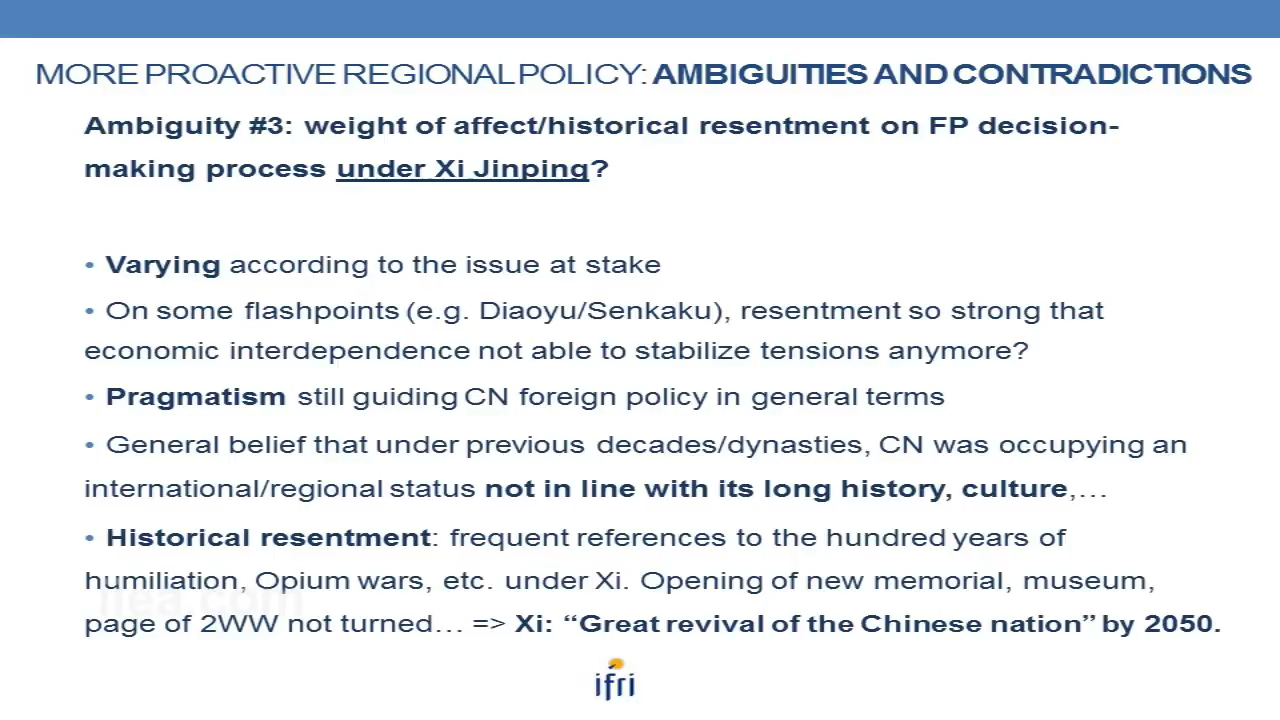 MORE PROACTIVE REGIONAL POLICY: AMBIGUITIES AND CONTRADICTIONS
Ambiguity #3: weight of affect/historical resentment on FP decision-
making process under Xi Jinping?
• Varying according to the issue at stake
• On some flashpoints (e.g. Diaoyu/Senkaku), resentment so strong that
economic interdependence not able to stabilize tensions anymore?
• Pragmatism still guiding CN foreign policy in general terms
• General belief that under previous decades/dynasties, CN was occupying an
international/regional status not in line with its long history, culture,…
• Historical resentment: frequent references to the hundred years of
humiliation, Opium wars, etc. under Xi. Opening of new memorial, museum,
page of 2WW not turned… => Xi: “Great revival of the Chinese nation” by 2050.
ifri